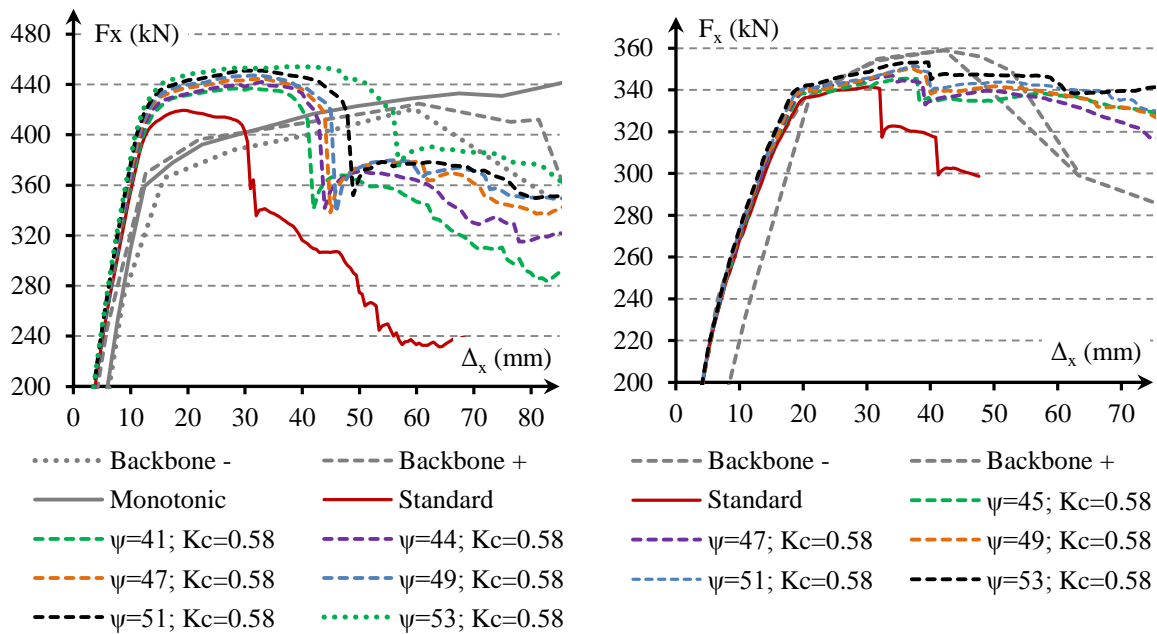 Fx (kN)
480
440
400
360
320
280
240
200
0 10 20 30 40 50 60 70 80
Δx (mm)
Backbone - Backbone +
Monotonic Standard
ψ=41; Kc=0.58 ψ=44; Kc=0.58
ψ=47; Kc=0.58 ψ=49; Kc=0.58
ψ=51; Kc=0.58 ψ=53; Kc=0.58
Fx (kN)
360
340
320
300
280
260
240
220
200
0 10 20 30 40 50 60 70
Δx (mm)
Backbone - Backbone +
Standard ψ=45; Kc=0.58
ψ=47; Kc=0.58 ψ=49; Kc=0.58
ψ=51; Kc=0.58 ψ=53; Kc=0.58